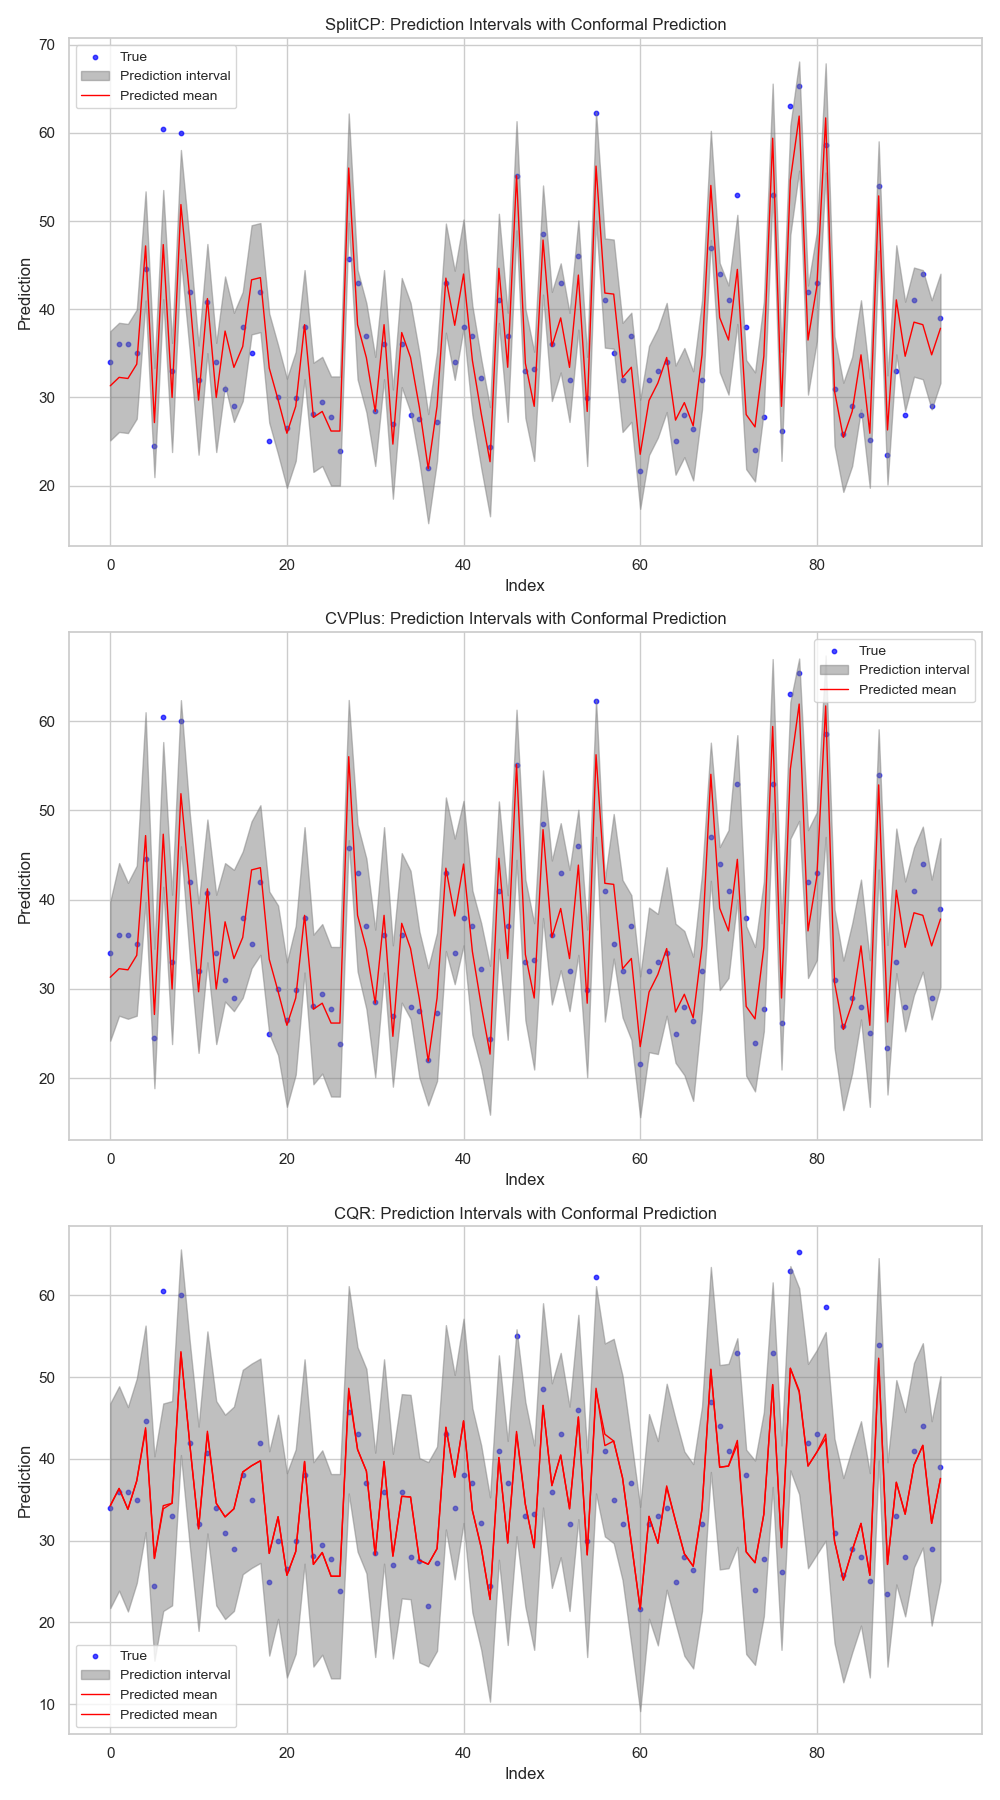 SplitCP: Prediction Intervals with Conformal Prediction
70
60
50
40
30
20
Prediction
True
Prediction interval
Predicted mean
0 20 40 60 80
Index
CVPlus: Prediction Intervals with Conformal Prediction
True
Prediction interval
Predicted mean
60
50
40
30
20
Prediction
0 20 40 60 80
Index
CQR: Prediction Intervals with Conformal Prediction
60
50
40
30
20
10
Prediction
True
Prediction interval
Predicted mean
Predicted mean
0 20 40 60 80
Index